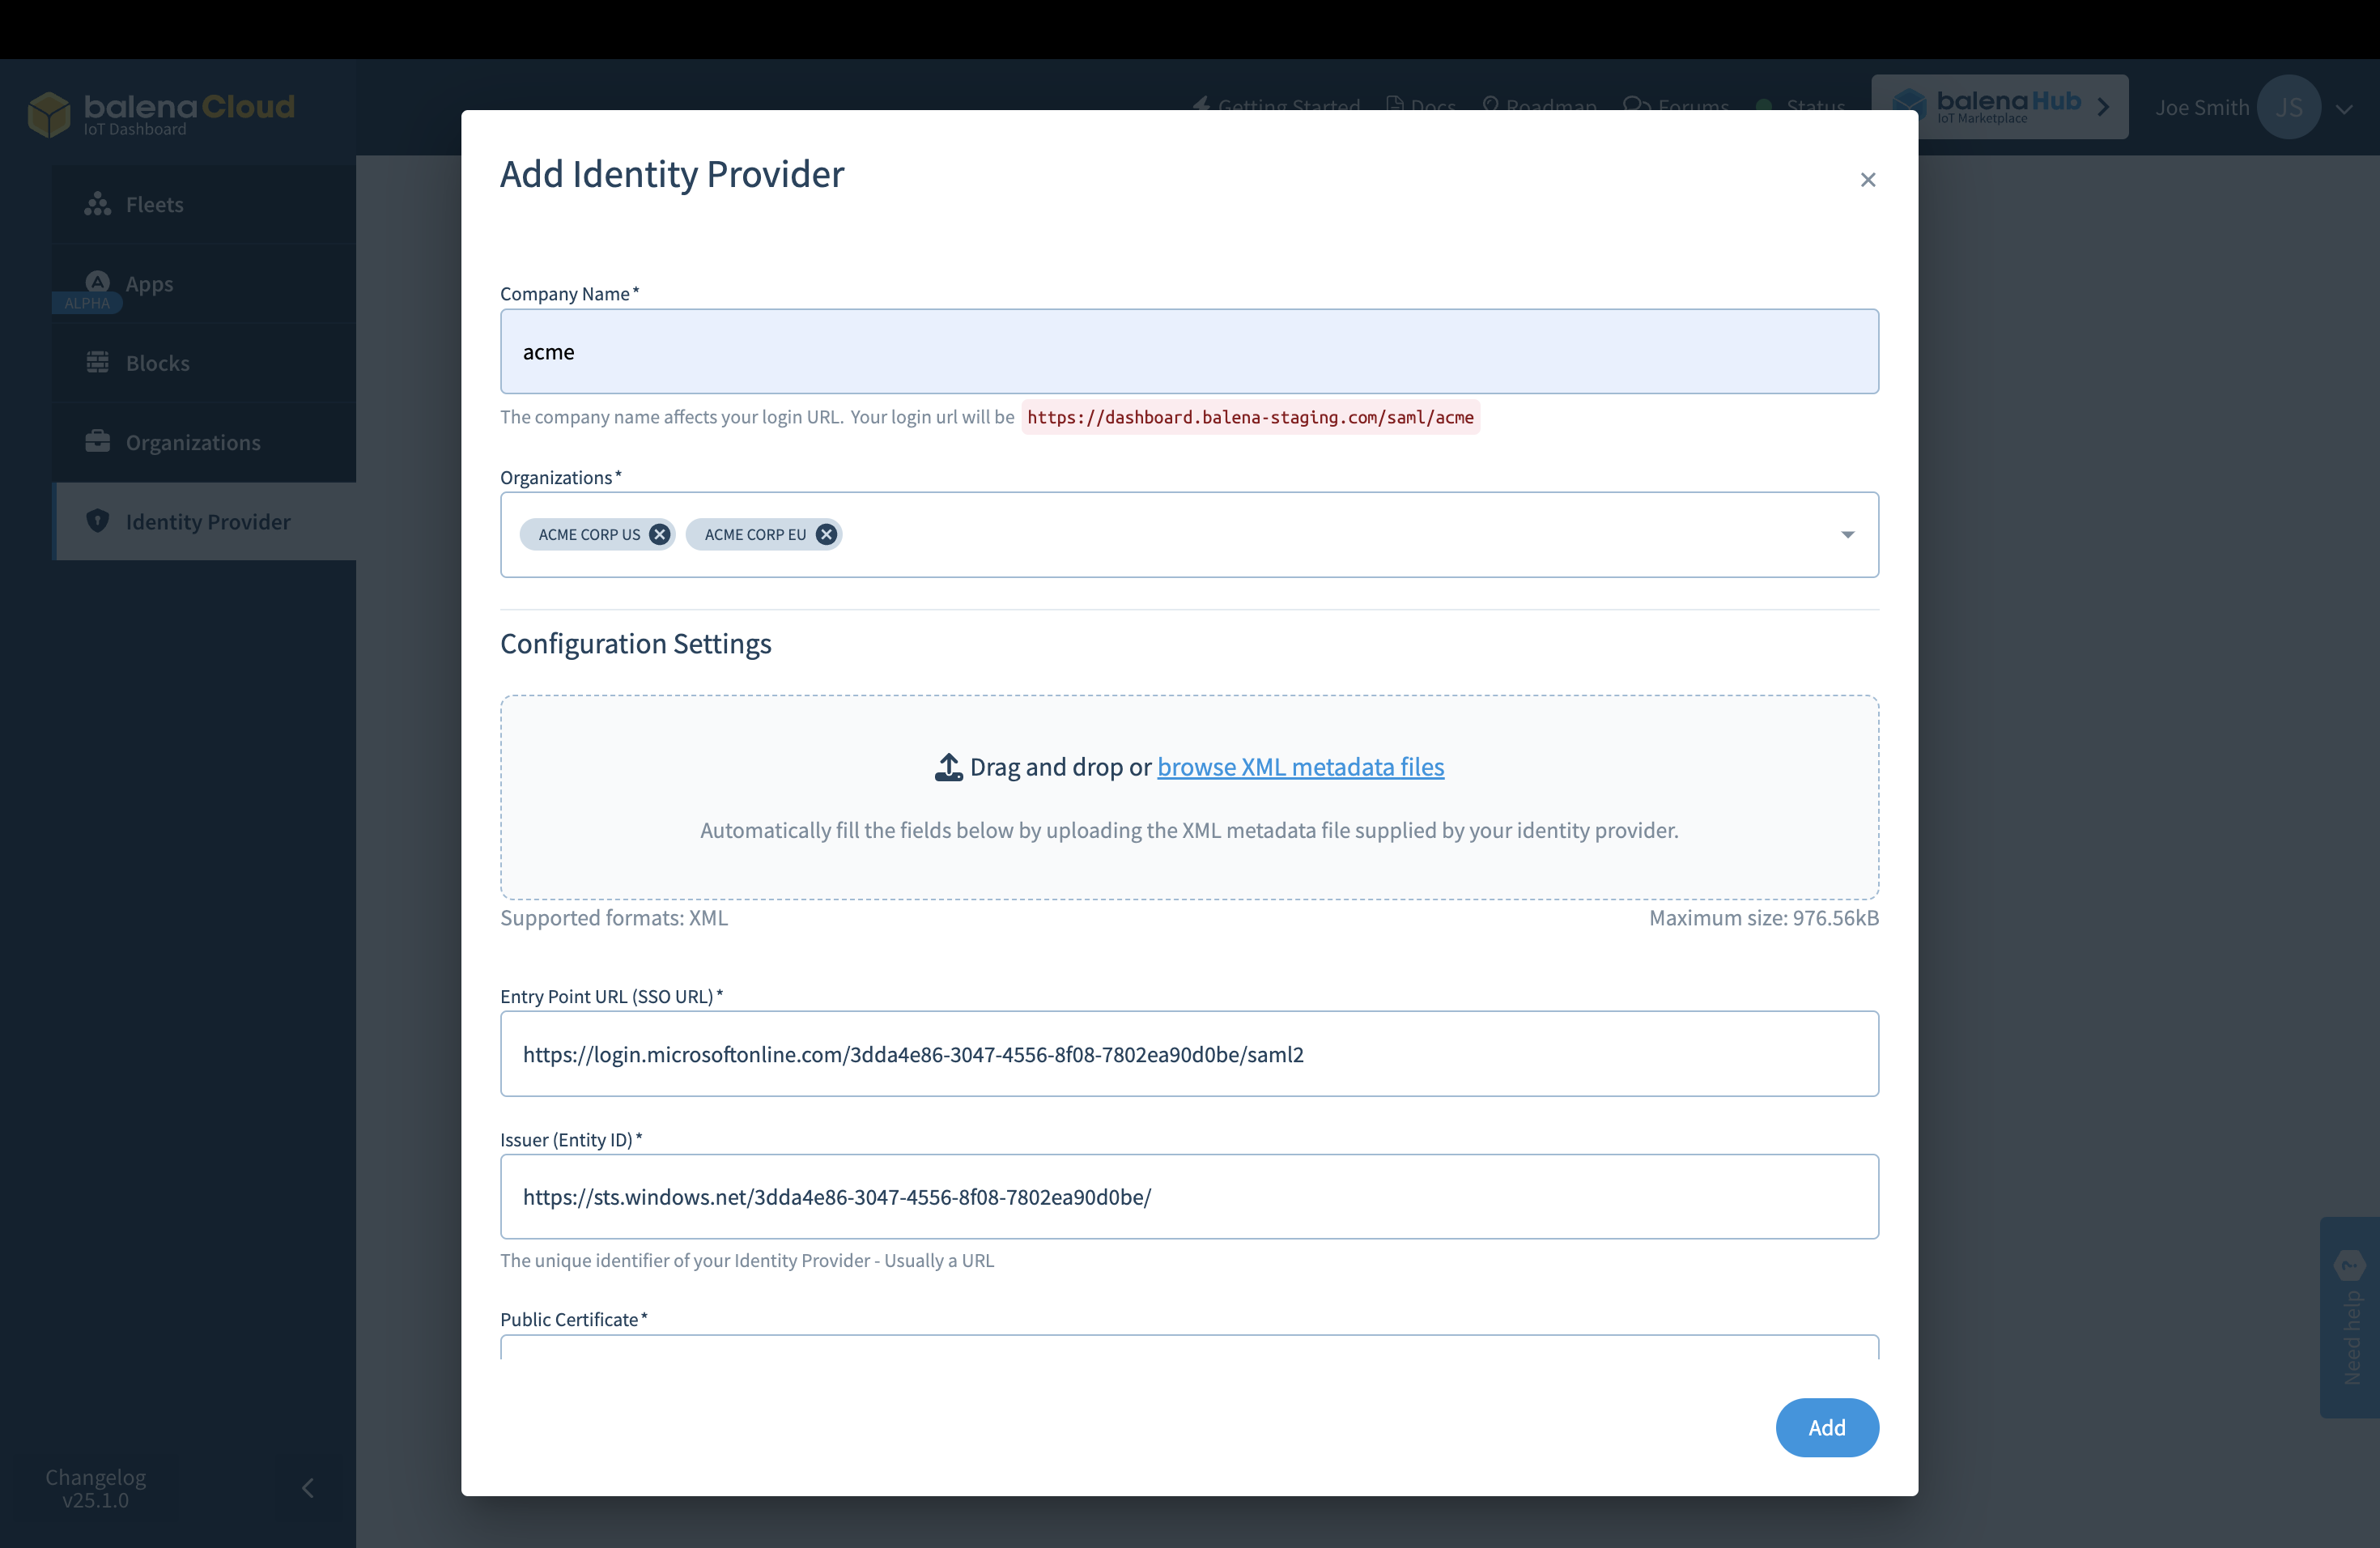 balenaCloud
IoT Dashboard
Getting Started
Docs
Roadmap
Forums
Status
balenaHub
IoT Marketplace
Joe Smith
JS
Fleets
Apps
ALPHA
Blocks
Organizations
Identity Provider
Changelog
v25.1.0
Add Identity Provider
Company Name*
acme
The company name affects your login URL. Your login url will be https://dashboard.balena-staging.com/saml/acme
Organizations*
ACME CORP US
ACME CORP EU
Configuration Settings
Drag and drop or browse XML metadata files
Automatically fill the fields below by uploading the XML metadata file supplied by your identity provider.
Supported formats: XML
Maximum size: 976.56kB
Entry Point URL (SSO URL)*
https://login.microsoftonline.com/3dda4e86-3047-4556-8f08-7802ea90d0be/saml2
Issuer (Entity ID)*
https://sts.windows.net/3dda4e86-3047-4556-8f08-7802ea90d0be/
The unique identifier of your Identity Provider - Usually a URL
Public Certificate*
Add
Need help